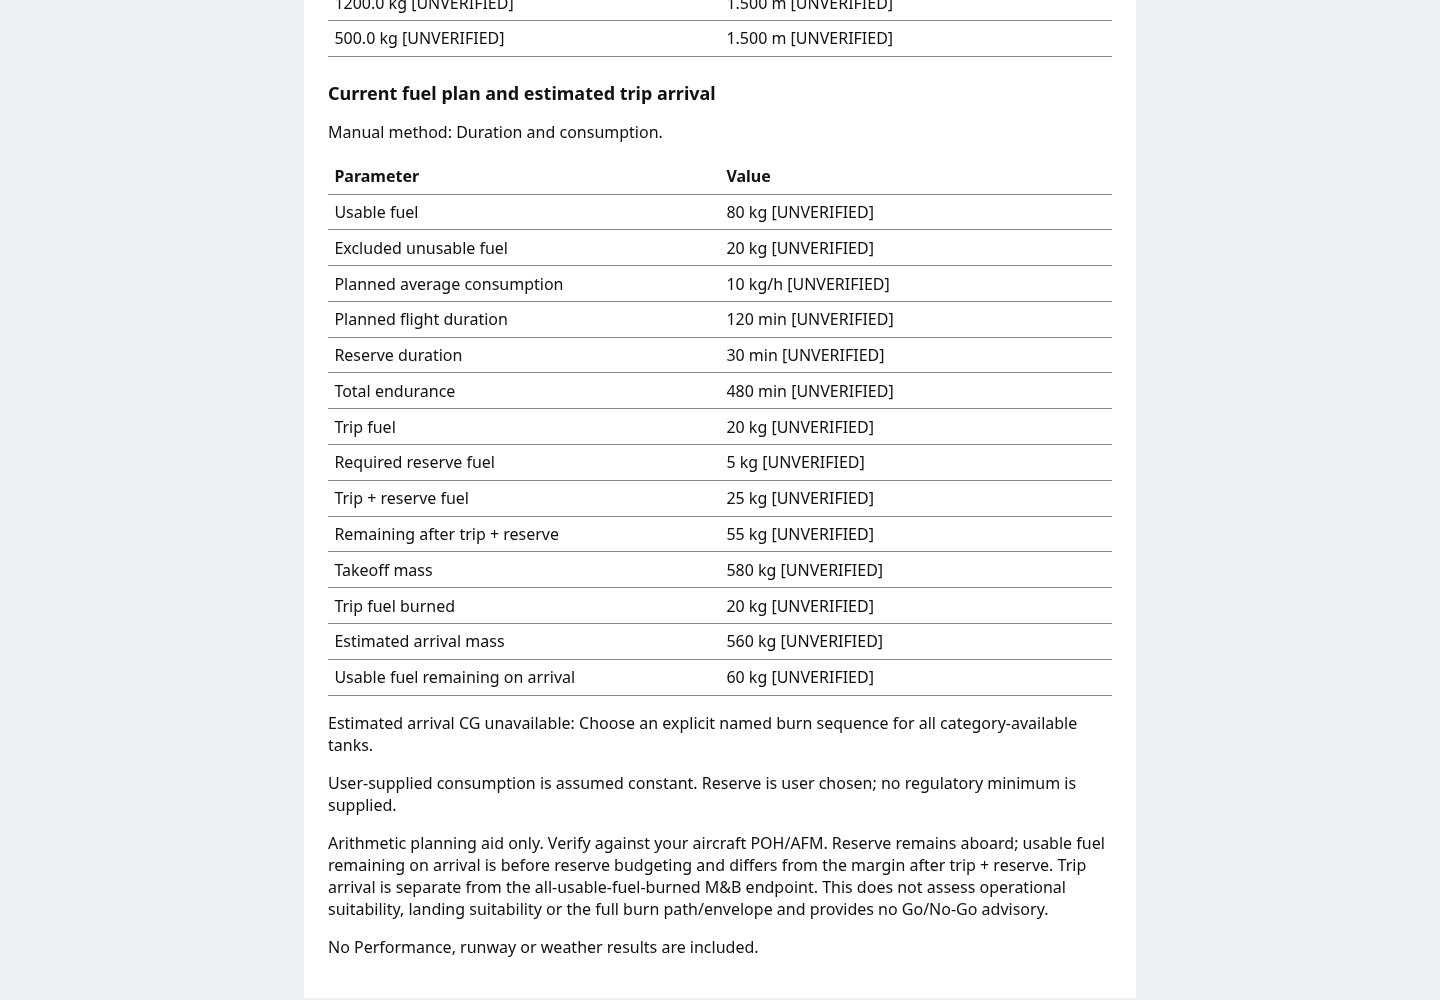 1200.0 kg [UNVERIFIED] 1.500 m [UNVERIFIED]
500.0 kg [UNVERIFIED] 1.500 m [UNVERIFIED]
Current fuel plan and estimated trip arrival
Manual method: Duration and consumption.
Parameter Value
Usable fuel 80 kg [UNVERIFIED]
Excluded unusable fuel 20 kg [UNVERIFIED]
Planned average consumption 10 kg/h [UNVERIFIED]
Planned flight duration 120 min [UNVERIFIED]
Reserve duration 30 min [UNVERIFIED]
Total endurance 480 min [UNVERIFIED]
Trip fuel 20 kg [UNVERIFIED]
Required reserve fuel 5 kg [UNVERIFIED]
Trip + reserve fuel 25 kg [UNVERIFIED]
Remaining after trip + reserve 55 kg [UNVERIFIED]
Takeoff mass 580 kg [UNVERIFIED]
Trip fuel burned 20 kg [UNVERIFIED]
Estimated arrival mass 560 kg [UNVERIFIED]
Usable fuel remaining on arrival 60 kg [UNVERIFIED]
Estimated arrival CG unavailable: Choose an explicit named burn sequence for all category-available
tanks.
User-supplied consumption is assumed constant. Reserve is user chosen; no regulatory minimum is
supplied.
Arithmetic planning aid only. Verify against your aircraft POH/AFM. Reserve remains aboard; usable fuel
remaining on arrival is before reserve budgeting and differs from the margin after trip + reserve. Trip
arrival is separate from the all-usable-fuel-burned M&B endpoint. This does not assess operational
suitability, landing suitability or the full burn path/envelope and provides no Go/No-Go advisory.
No Performance, runway or weather results are included.